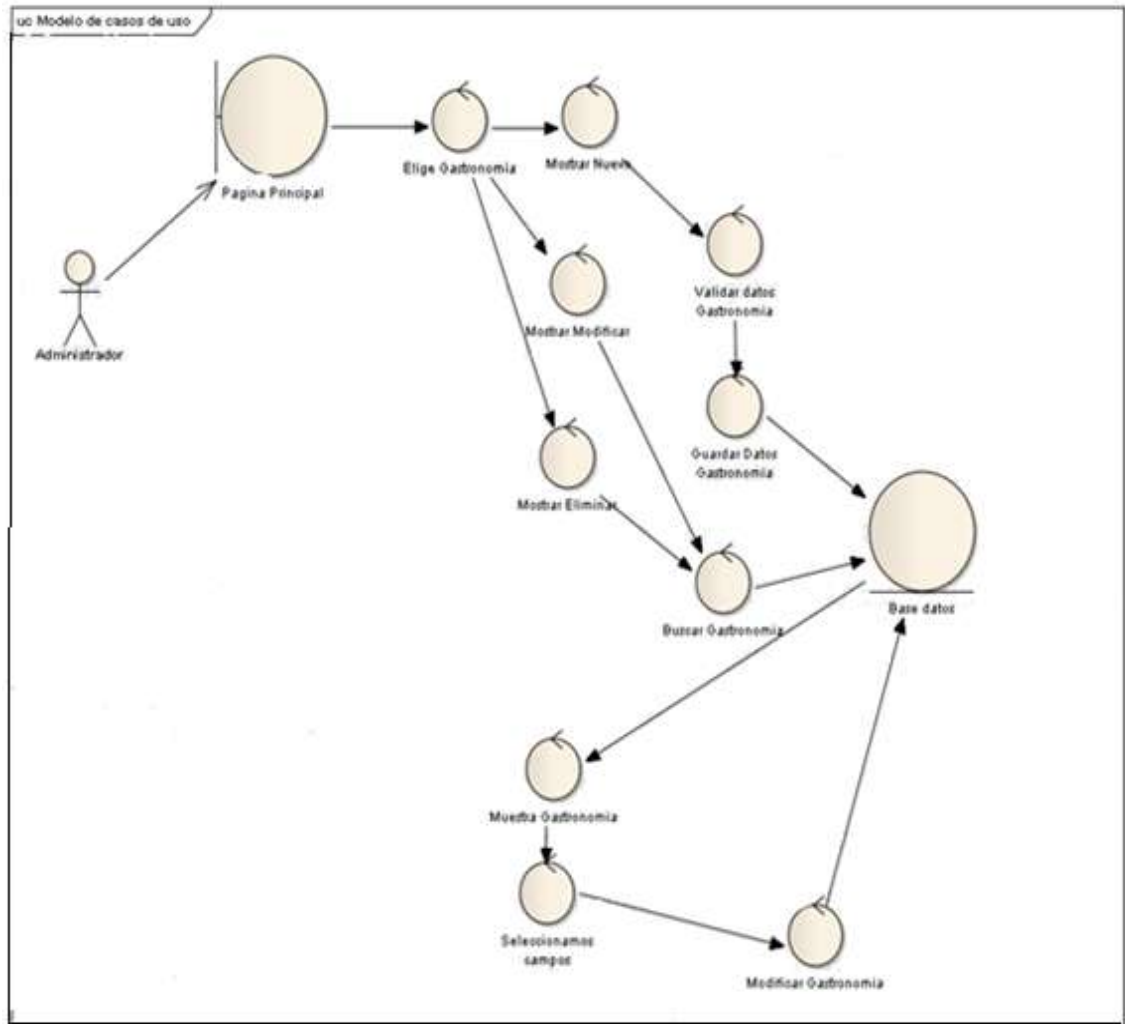 uc Modelo de casos de uso
Pagina Principal
Elige Gastronomia
Mostrar Nuevo
Administrador
Validar datos
Gastronomia
Mostrar Modificar
Guardar Datos
Gastronomia
Mostrar Eliminar
Buscar Gastronomia
Base datos
Muestra Gastronomia
Seleccionamos
campos
Modificar Gastronomia